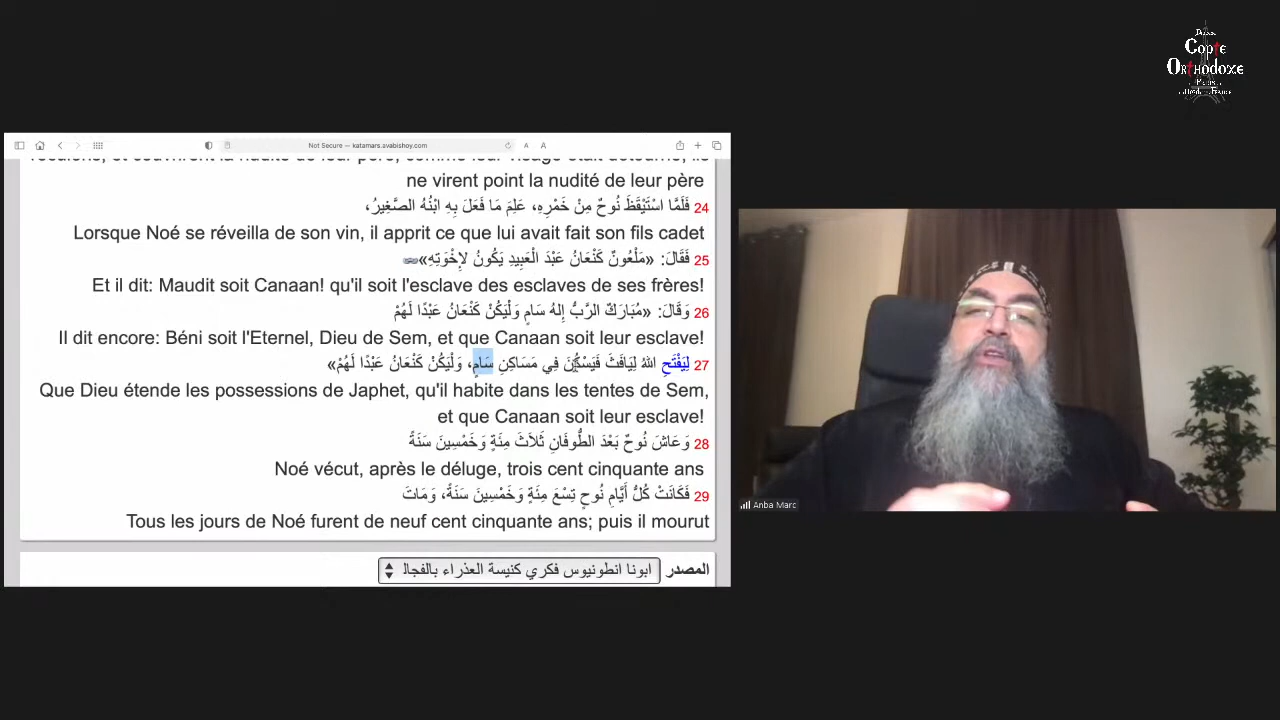 Copte
Orthodoxe
Not Secure — katamars.avabishoy.com
ne virent point la nudité de leur père
24 فَلَمَّا اسْتَيْقَظَ نُوحٌ مِنْ خَمْرِهِ، عَلِمَ مَا فَعَلَ بِهِ ابْنُهُ الصَّغِيرُ،
Lorsque Noé se réveilla de son vin, il apprit ce que lui avait fait son fils cadet
25 فَقَالَ: «مَلْعُونٌ كَنْعَانُ عَبْدَ الْعَبِيدِ يَكُونُ لإِخْوَتِهِ»
Et il dit: Maudit soit Canaan! qu'il soit l'esclave des esclaves de ses frères!
26 وَقَالَ: «مُبَارَكٌ الرَّبُّ إِلهُ سَامٍ وَلْيَكُنْ كَنْعَانُ عَبْدًا لَهُمْ
Il dit encore: Béni soit l'Eternel, Dieu de Sem, et que Canaan soit leur esclave!
27 لِيَفْتَحِ اللهُ لِيَافَثَ فَيَسْكُنَ فِي مَسَاكِنِ سَامٍ، وَلْيَكُنْ كَنْعَانُ عَبْدًا لَهُمْ»
Que Dieu étende les possessions de Japhet, qu'il habite dans les tentes de Sem,
et que Canaan soit leur esclave!
28 وَعَاشَ نُوحٌ بَعْدَ الطُّوفَانِ ثَلاَثَ مِئَةٍ وَخَمْسِينَ سَنَةً
Noé vécut, après le déluge, trois cent cinquante ans
29 فَكَانَتْ كُلُّ أَيَّامِ نُوحٍ تِسْعَ مِئَةٍ وَخَمْسِينَ سَنَةً، وَمَاتَ
Tous les jours de Noé furent de neuf cent cinquante ans; puis il mourut
المصدر ابونا انطونيوس فكري كنيسة العذراء بالفجال
Anba Marc